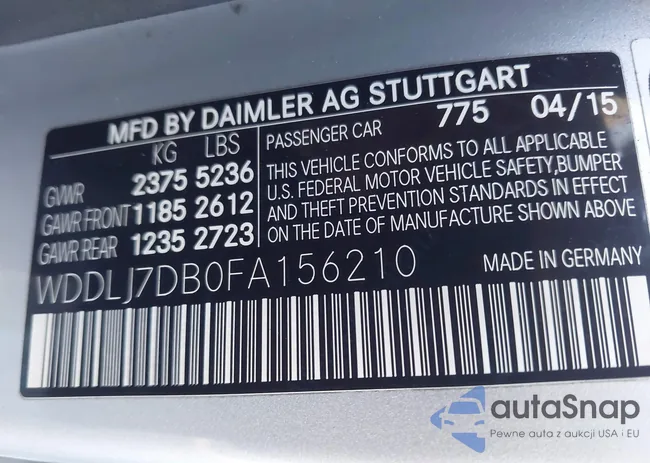 MFD BY DAIMLER AG STUTTGART
KG LBS
GVWR 2375 5236
GAWR FRONT 1185 2612
GAWR REAR 1235 2723
PASSENGER CAR 775 04/15
THIS VEHICLE CONFORMS TO ALL APPLICABLE
U.S. FEDERAL MOTOR VEHICLE SAFETY,BUMPER
AND THEFT PREVENTION STANDARDS IN EFFECT
ON THE DATE OF MANUFACTURE SHOWN ABOVE
WDDLJ7DB0FA156210 MADE IN GERMANY
autaSnap
Pewne auta z aukcji USA i EU